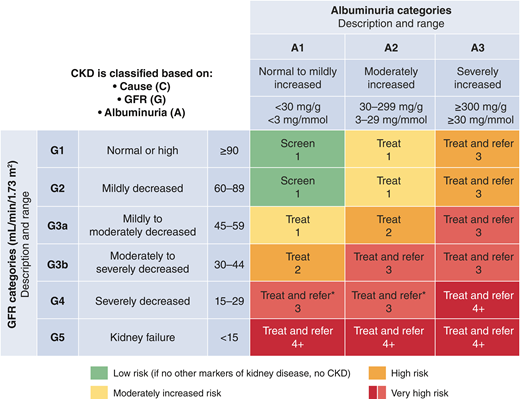 Albuminuria categories
Description and range
A1 A2 A3
CKD is classified based on:
• Cause (C)
• GFR (G)
• Albuminuria (A)
Normal to mildly increased
Moderately increased
Severely increased
<30 mg/g
<3 mg/mmol
30–299 mg/g
3–29 mg/mmol
≥300 mg/g
≥30 mg/mmol
GFR categories (mL/min/1.73 m²)
Description and range
G1 Normal or high ≥90 Screen 1 Treat 1 Treat and refer 3
G2 Mildly decreased 60–89 Screen 1 Treat 1 Treat and refer 3
G3a Mildly to moderately decreased 45–59 Treat 1 Treat 2 Treat and refer 3
G3b Moderately to severely decreased 30–44 Treat 2 Treat and refer 3 Treat and refer 3
G4 Severely decreased 15–29 Treat and refer* 3 Treat and refer* 3 Treat and refer 4+
G5 Kidney failure <15 Treat and refer 4+ Treat and refer 4+ Treat and refer 4+
Low risk (if no other markers of kidney disease, no CKD)
High risk
Moderately increased risk
Very high risk